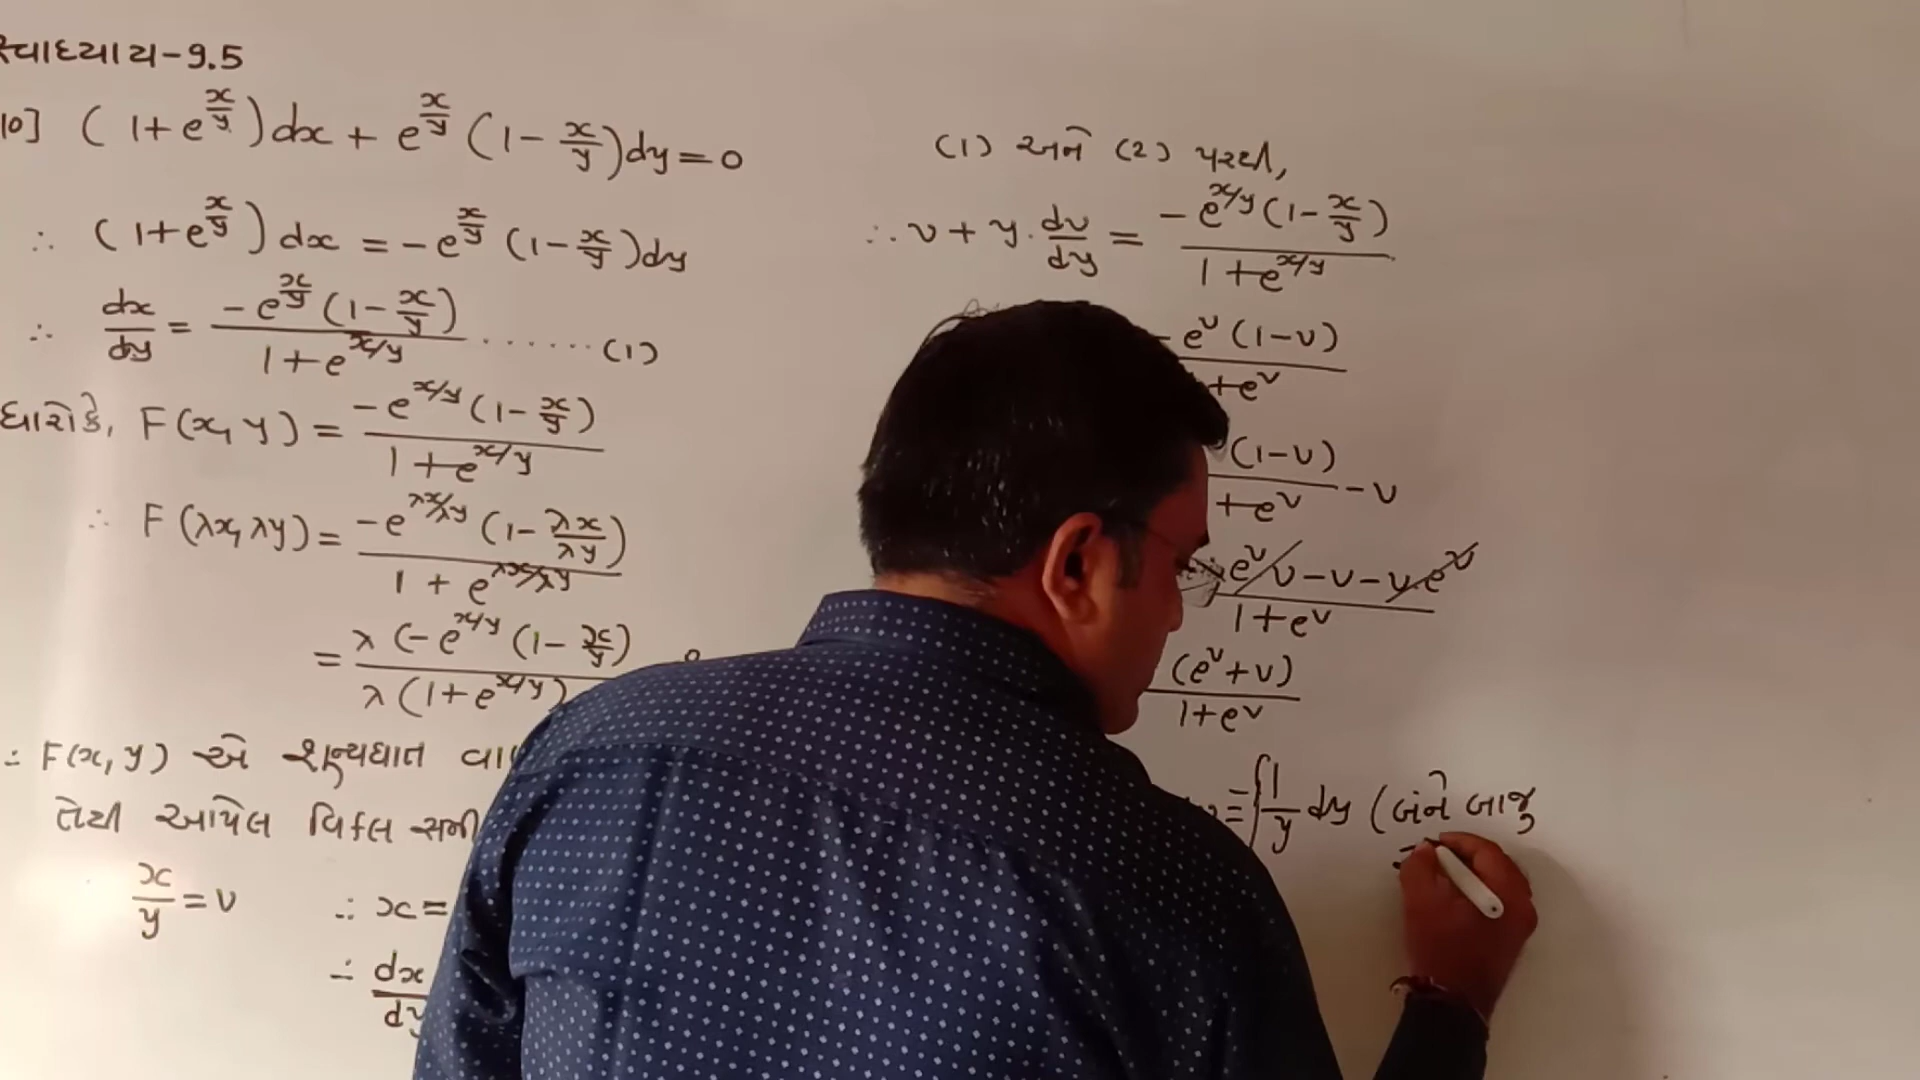 સ્વાધ્યાય-9.5
10] (1+e^{x/y})dx + e^{x/y}(1-x/y)dy=0
∴ (1+e^{x/y})dx = -e^{x/y}(1-x/y)dy
∴ dx/dy = -e^{x/y}(1-x/y) / 1+e^{x/y} ......(1)
ધારો કે, F(x,y) = -e^{x/y}(1-x/y) / 1+e^{x/y}
∴ F(λx,λy) = -e^{λx/λy}(1-λx/λy) / 1+e^{λx/λy}
= λ(-e^{x/y}(1-x/y) / λ(1+e^{x/y})
∴ F(x,y) એ શૂન્યઘાત
તેથી આપેલ વિકલ
x/y = v ∴ x=
∴ dx/dy
(1) અને (2) પરથી,
∴ v + y.dv/dy = -e^{x/y}(1-x/y) / 1+e^{x/y}
-e^v(1-v) / +e^v
(1-v) / +e^v - v
e^v v - v - v.e^v / 1+e^v
(e^v+v) / 1+e^v
= ∫ 1/y dy (બંને બાજુ